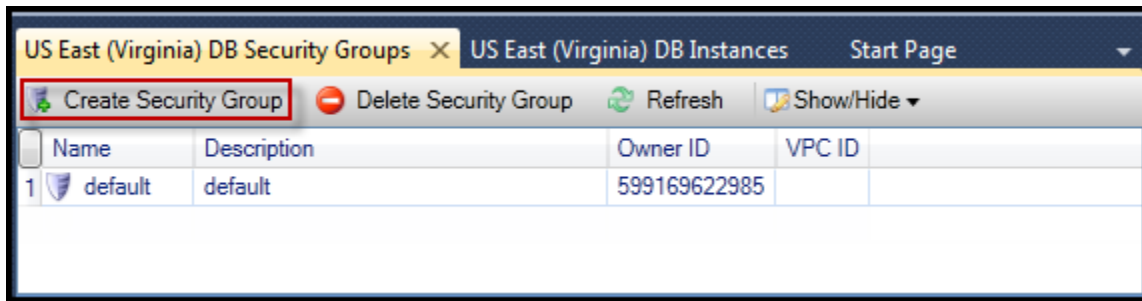 US East (Virginia) DB Security Groups US East (Virginia) DB Instances Start Page
Create Security Group Delete Security Group Refresh Show/Hide
Name Description Owner ID VPC ID
1 default default 599169622985